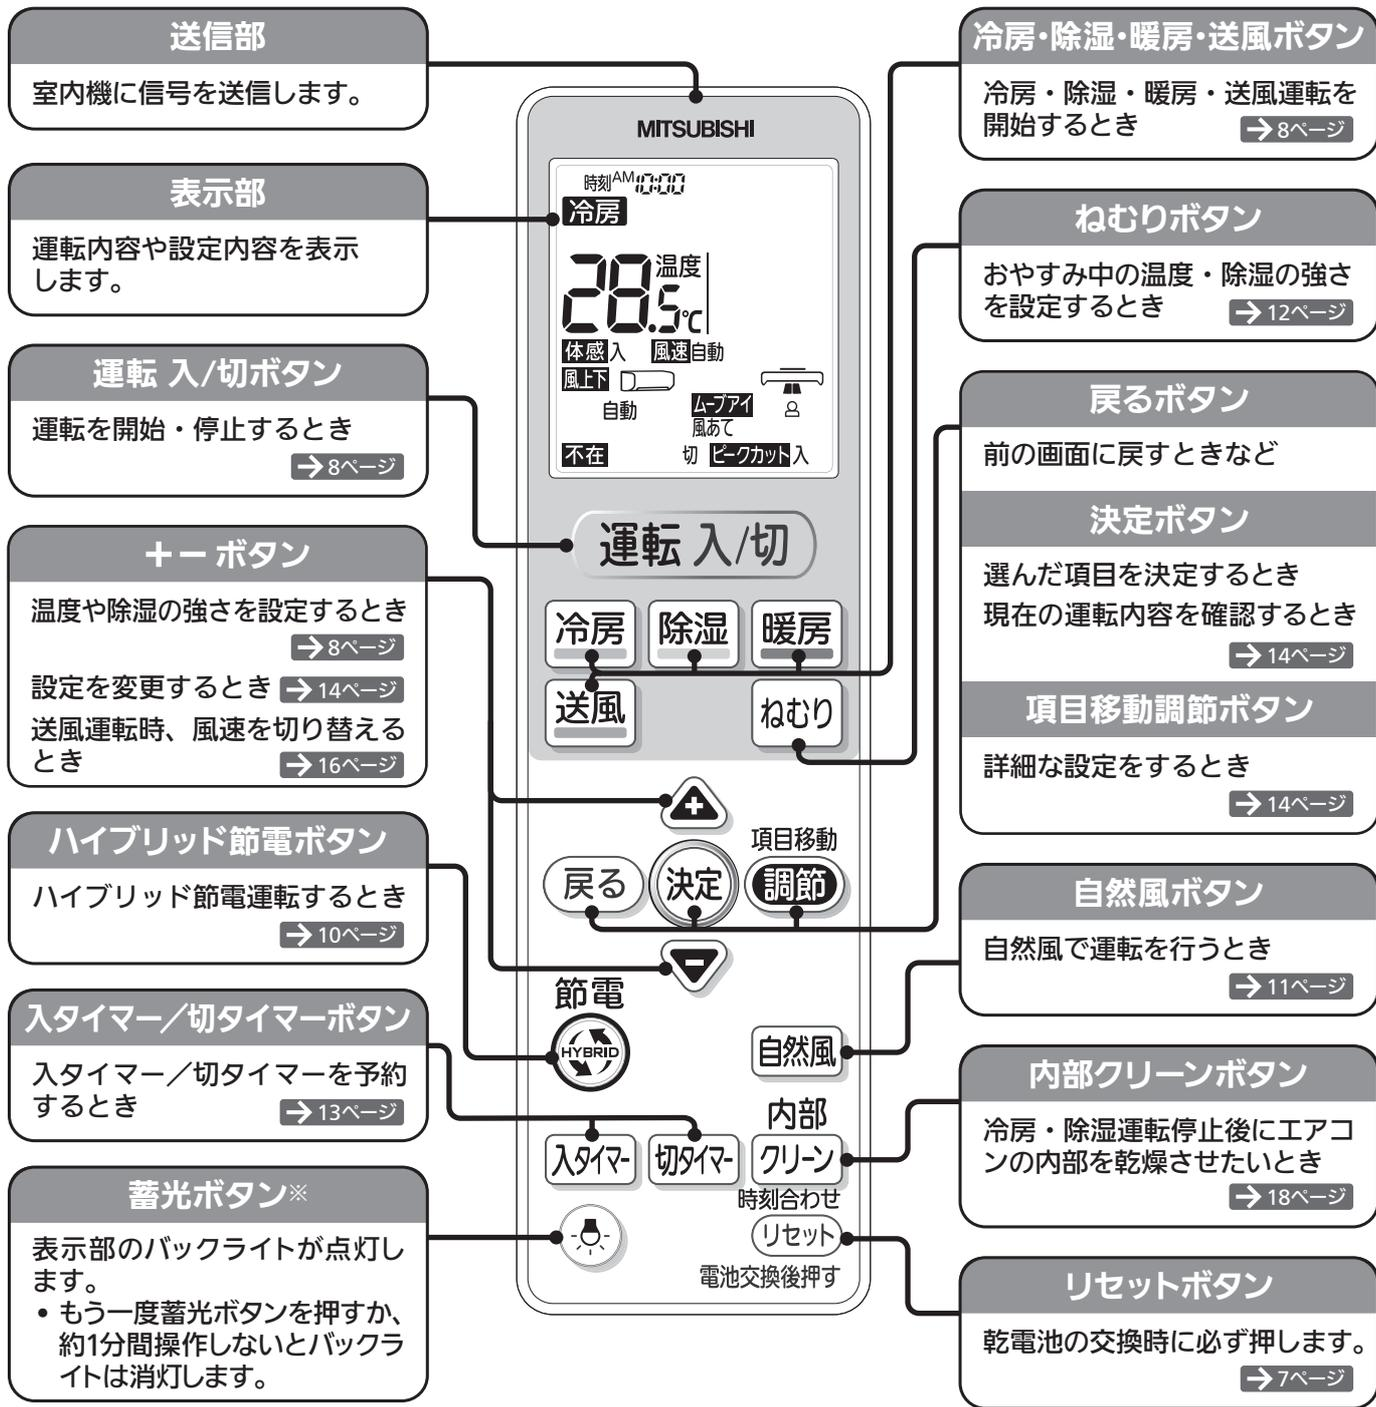 送信部
室内機に信号を送信します。
表示部
運転内容や設定内容を表示
します。
運転 入/切ボタン
運転を開始・停止するとき
→8ページ
+− ボタン
温度や除湿の強さを設定するとき
→8ページ
設定を変更するとき →14ページ
送風運転時、風速を切り替える
とき →16ページ
ハイブリッド節電ボタン
ハイブリッド節電運転するとき
→10ページ
入タイマー/切タイマーボタン
入タイマー/切タイマーを予約
するとき →13ページ
蓄光ボタン※
表示部のバックライトが点灯し
ます。
• もう一度蓄光ボタンを押すか、
約1分間操作しないとバックラ
イトは消灯します。
MITSUBISHI
時刻AM10:00
冷房
28.5℃ 温度
体感 入 風速 自動
風上下
自動 ムーブアイ
風あて
不在 切 ピークカット 入
運転 入/切
冷房 除湿 暖房
送風 ねむり
+
項目移動
戻る 決定 調節
−
節電
HYBRID
自然風
内部
入タイマー 切タイマー クリーン
時刻合わせ
リセット
電池交換後押す
冷房・除湿・暖房・送風ボタン
冷房・除湿・暖房・送風運転を
開始するとき →8ページ
ねむりボタン
おやすみ中の温度・除湿の強さ
を設定するとき →12ページ
戻るボタン
前の画面に戻すときなど
決定ボタン
選んだ項目を決定するとき
現在の運転内容を確認するとき
→14ページ
項目移動調節ボタン
詳細な設定をするとき
→14ページ
自然風ボタン
自然風で運転を行うとき
→11ページ
内部クリーンボタン
冷房・除湿運転停止後にエアコ
ンの内部を乾燥させたいとき
→18ページ
リセットボタン
乾電池の交換時に必ず押します。
→7ページ